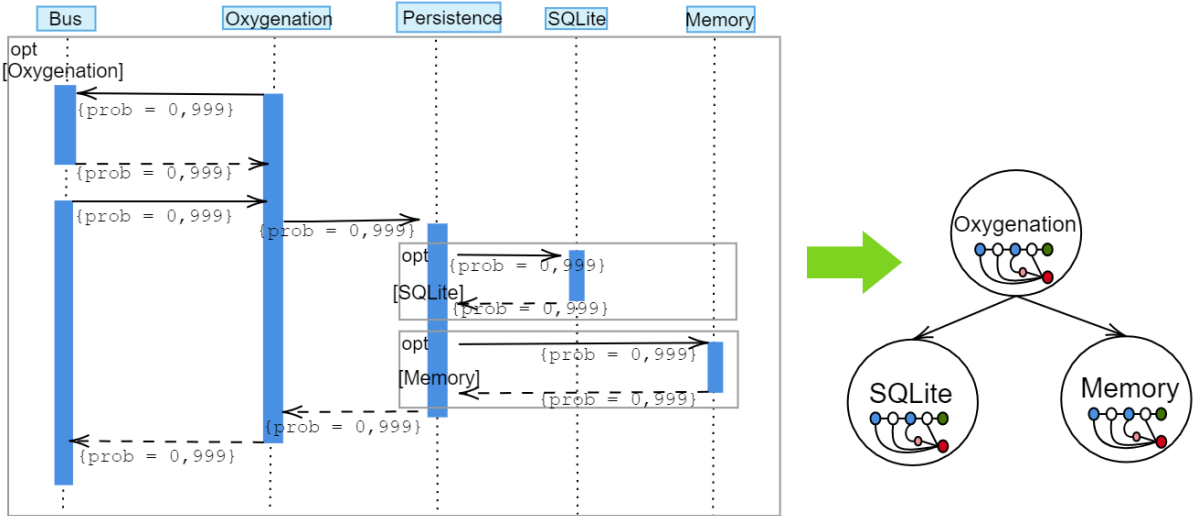 Bus
Oxygenation
Persistence
SQLite
Memory
opt
[Oxygenation]
{prob = 0,999}
{prob = 0,999}
{prob = 0,999}
{prob = 0,999}
opt
{prob = 0,999}
[SQLite]
{prob = 0,999}
opt
{prob = 0,999}
[Memory]
{prob = 0,999}
{prob = 0,999}
{prob = 0,999}
Oxygenation
SQLite
Memory